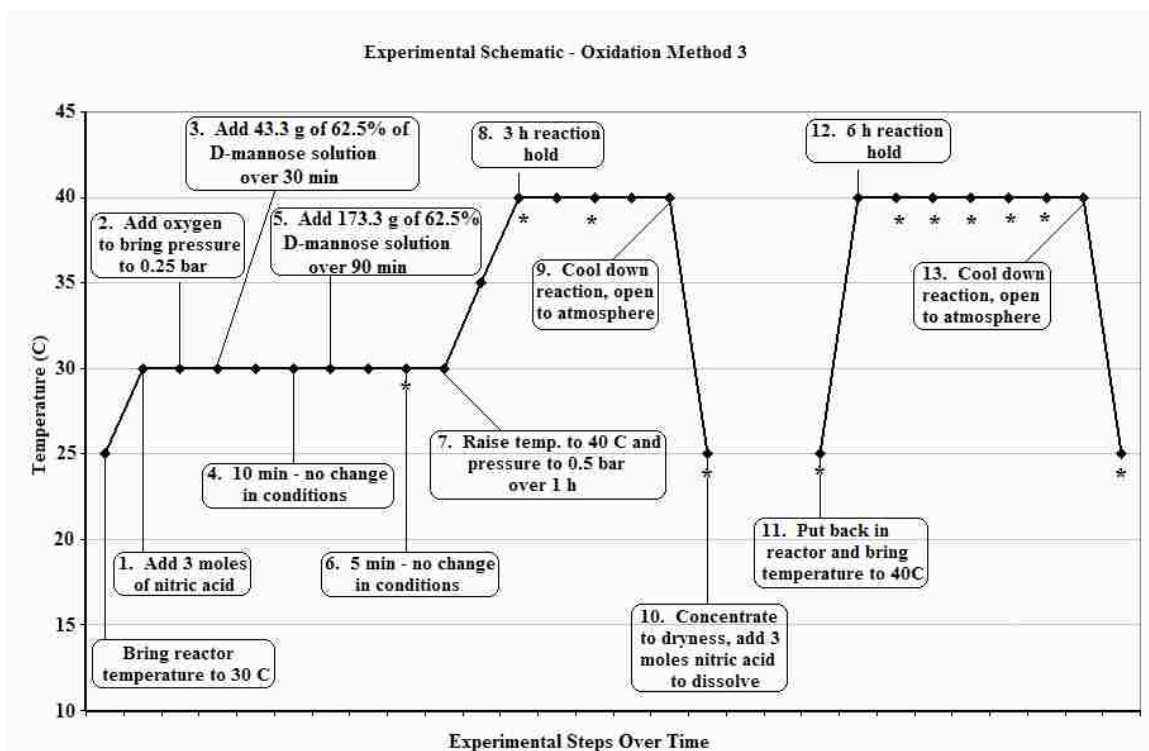 Experimental Schematic - Oxidation Method 3
45
40
35
30
25
20
15
10
Temperature (C)
Bring reactor
temperature to 30 C
1. Add 3 moles
of nitric acid
2. Add oxygen
to bring pressure
to 0.25 bar
3. Add 43.3 g of 62.5% of
D-mannose solution
over 30 min
4. 10 min - no change
in conditions
5. Add 173.3 g of 62.5%
D-mannose solution
over 90 min
6. 5 min - no change
in conditions
7. Raise temp. to 40 C and
pressure to 0.5 bar
over 1 h
8. 3 h reaction
hold
9. Cool down
reaction, open
to atmosphere
10. Concentrate
to dryness, add 3
moles nitric acid
to dissolve
11. Put back in
reactor and bring
temperature to 40C
12. 6 h reaction
hold
13. Cool down
reaction, open
to atmosphere
* * * * * * * * * * *
Experimental Steps Over Time